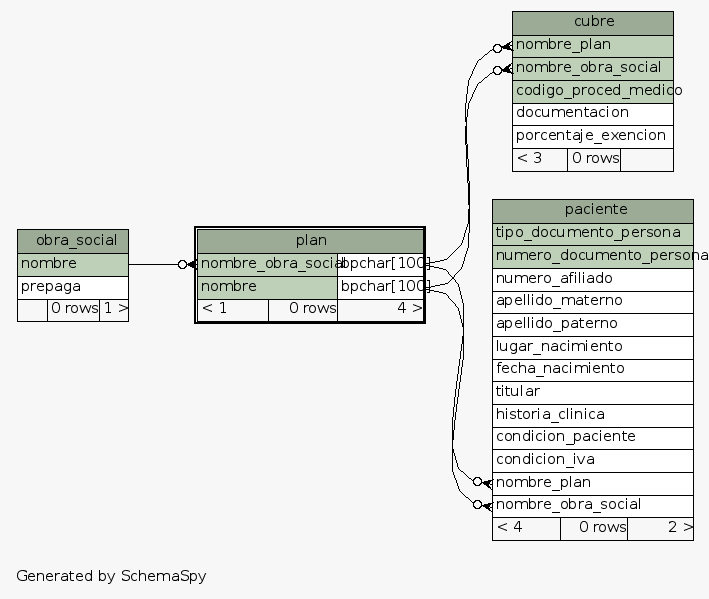 cubre
nombre_plan
nombre_obra_social
codigo_proced_medico
documentacion
porcentaje_exencion
< 3 0 rows
paciente
tipo_documento_persona
numero_documento_persona
numero_afiliado
apellido_materno
apellido_paterno
lugar_nacimiento
fecha_nacimiento
titular
historia_clinica
condicion_paciente
condicion_iva
nombre_plan
nombre_obra_social
< 4 0 rows 2 >
obra_social
nombre
prepaga
0 rows 1 >
plan
nombre_obra_social bpchar[100]
nombre bpchar[100]
< 1 0 rows 4 >
Generated by SchemaSpy